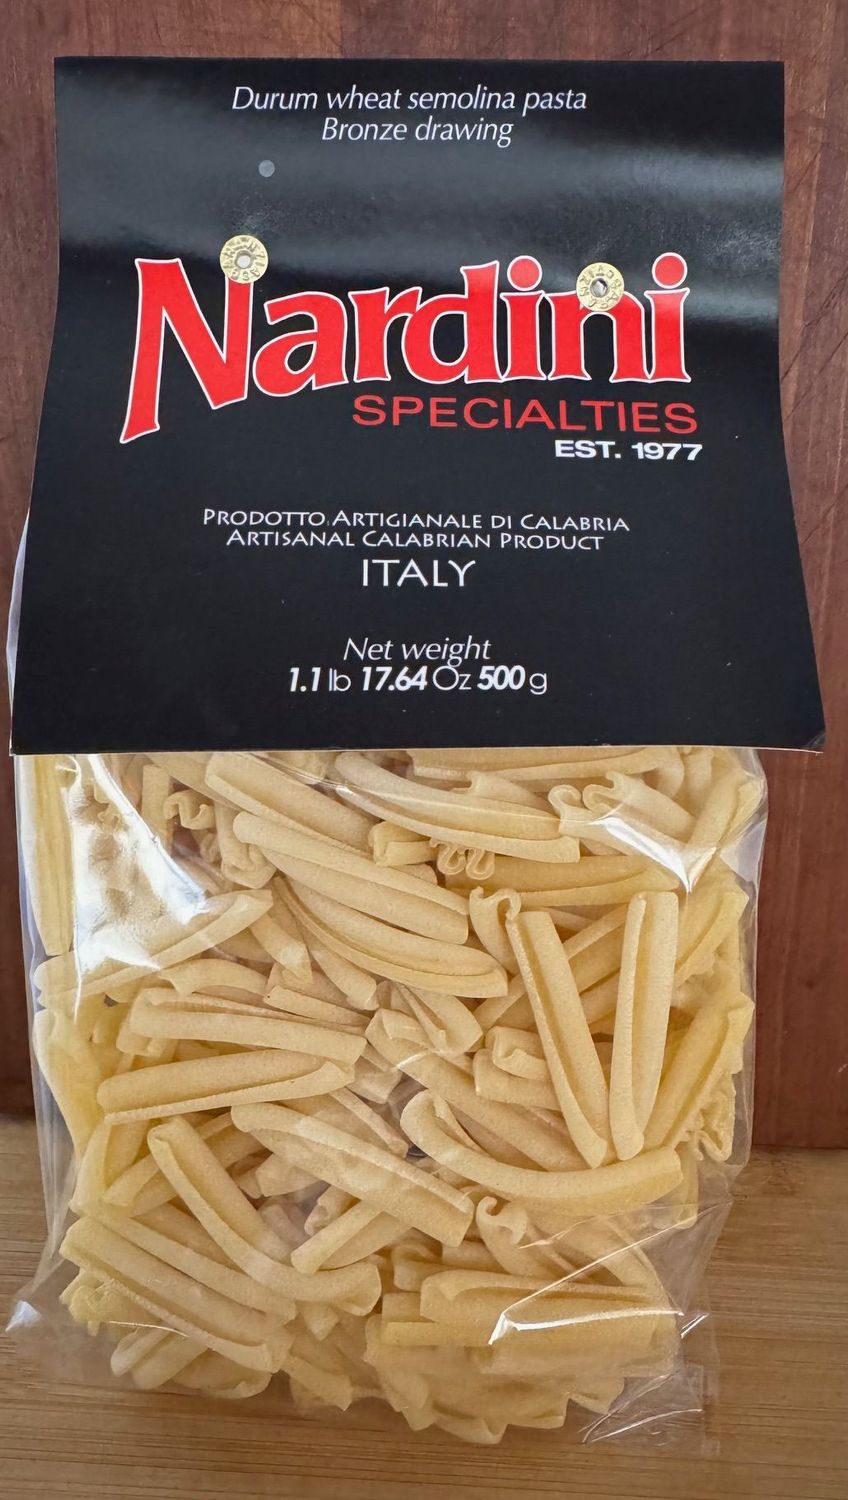 Durum wheat semolina pasta
Bronze drawing
Nardini
SPECIALTIES
EST. 1977
PRODOTTO ARTIGIANALE DI CALABRIA
ARTISANAL CALABRIAN PRODUCT
ITALY
Net weight
1.1 lb 17.64 Oz 500 g